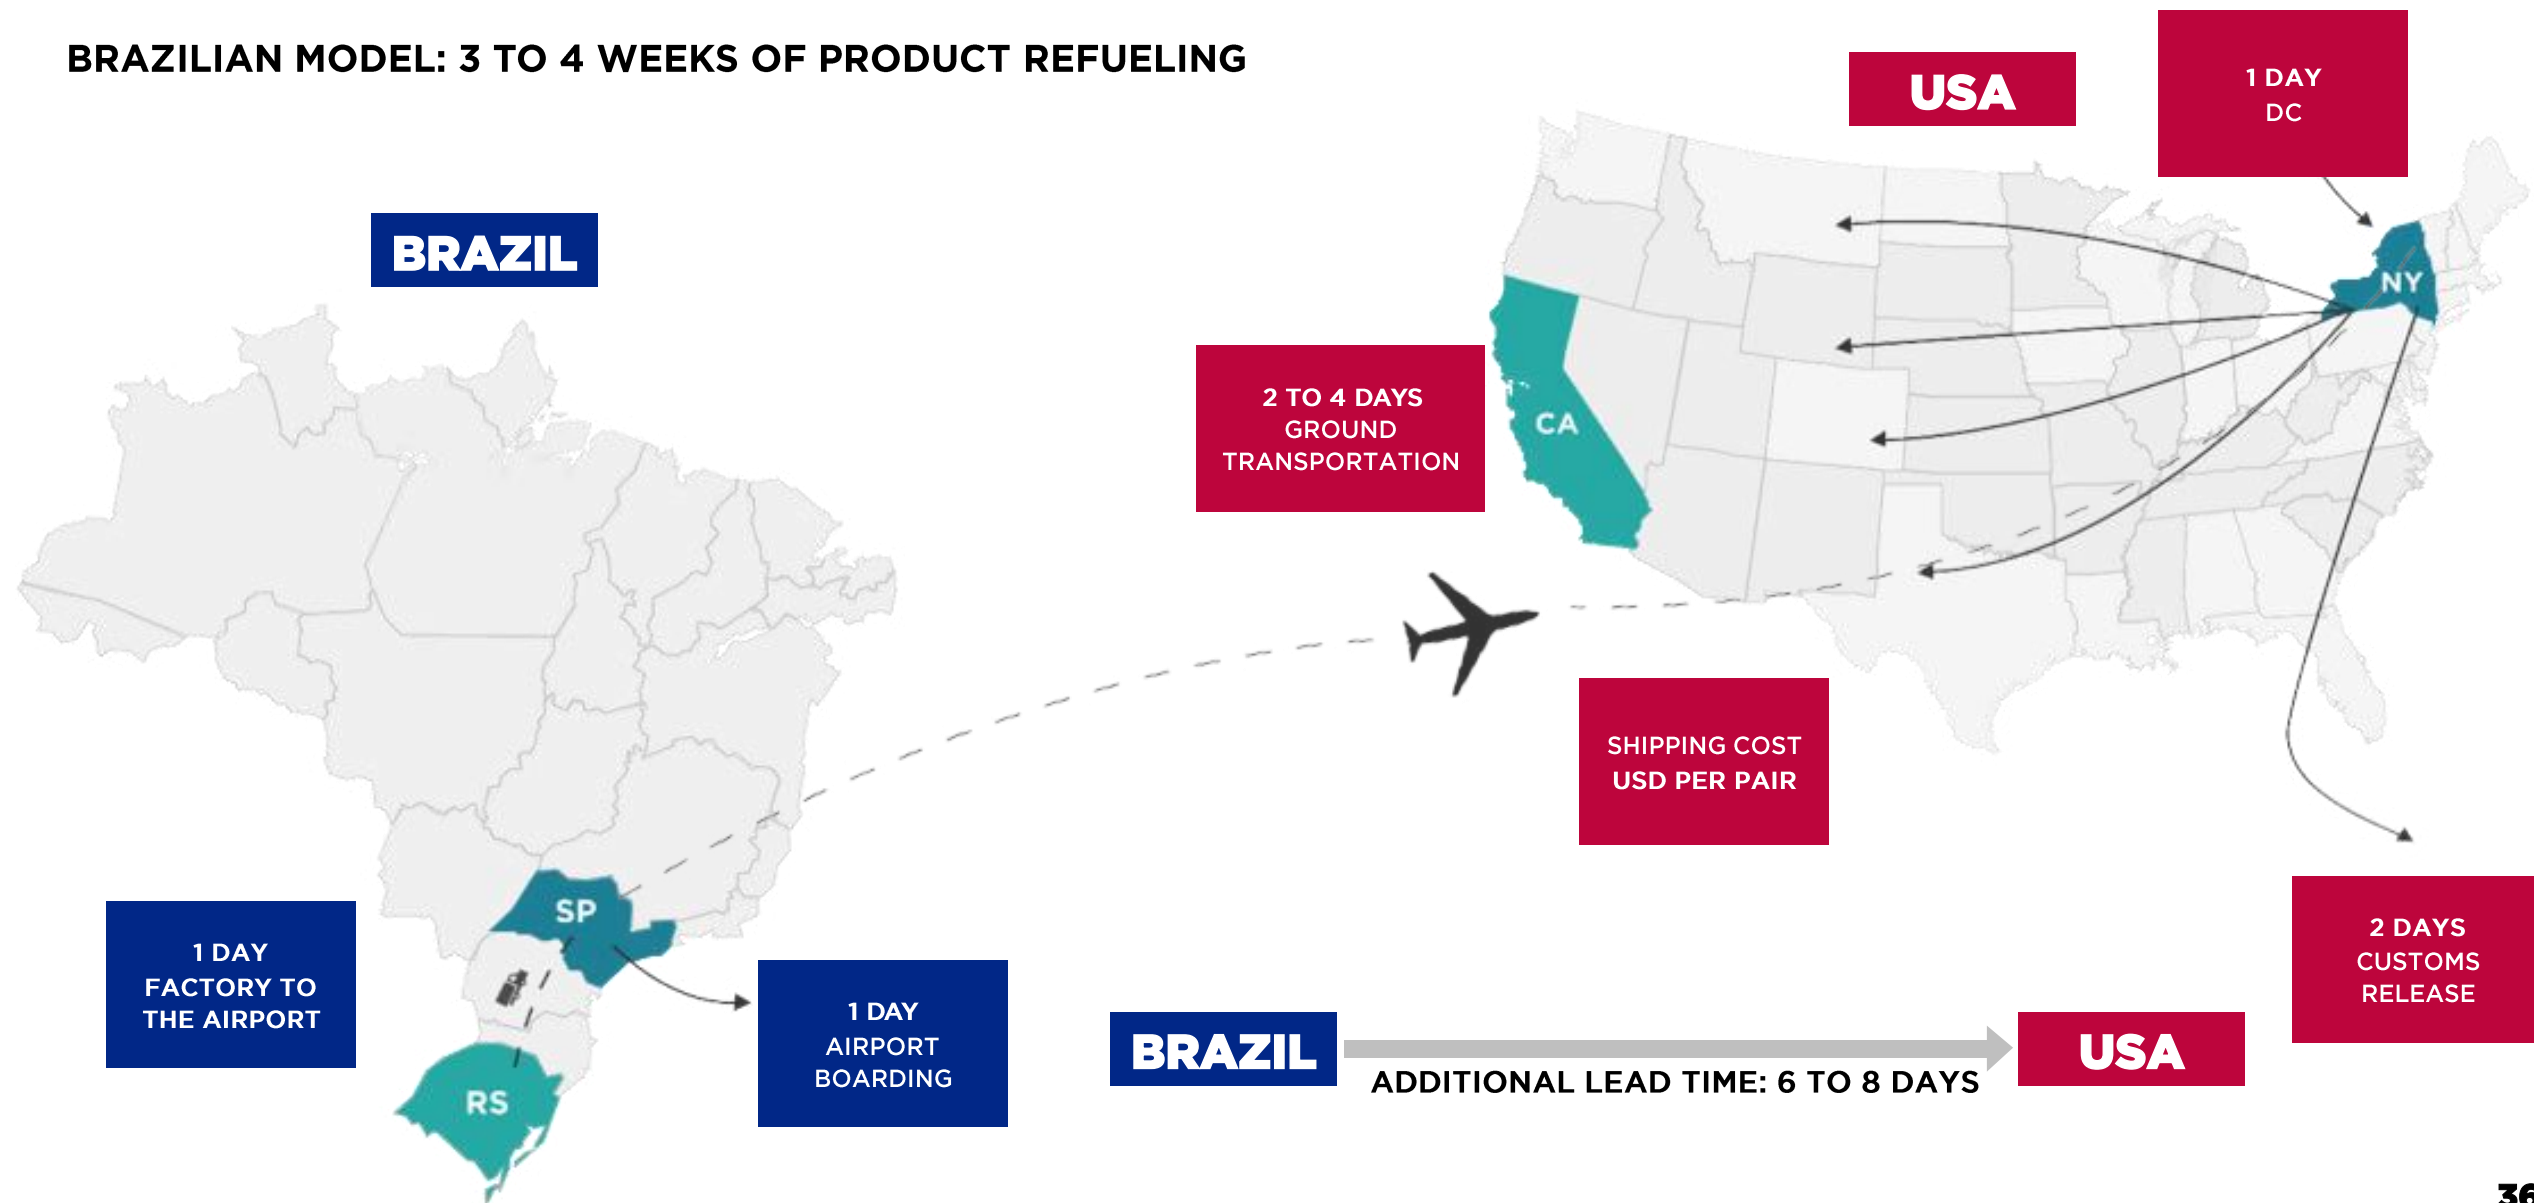 BRAZILIAN MODEL: 3 TO 4 WEEKS OF PRODUCT REFUELING
USA
1 DAY
DC
BRAZIL
NY
2 TO 4 DAYS
GROUND
TRANSPORTATION
CA
SHIPPING COST
USD PER PAIR
SP
1 DAY
FACTORY TO
THE AIRPORT
1 DAY
AIRPORT
BOARDING
RS
2 DAYS
CUSTOMS
RELEASE
BRAZIL
ADDITIONAL LEAD TIME: 6 TO 8 DAYS
USA
36